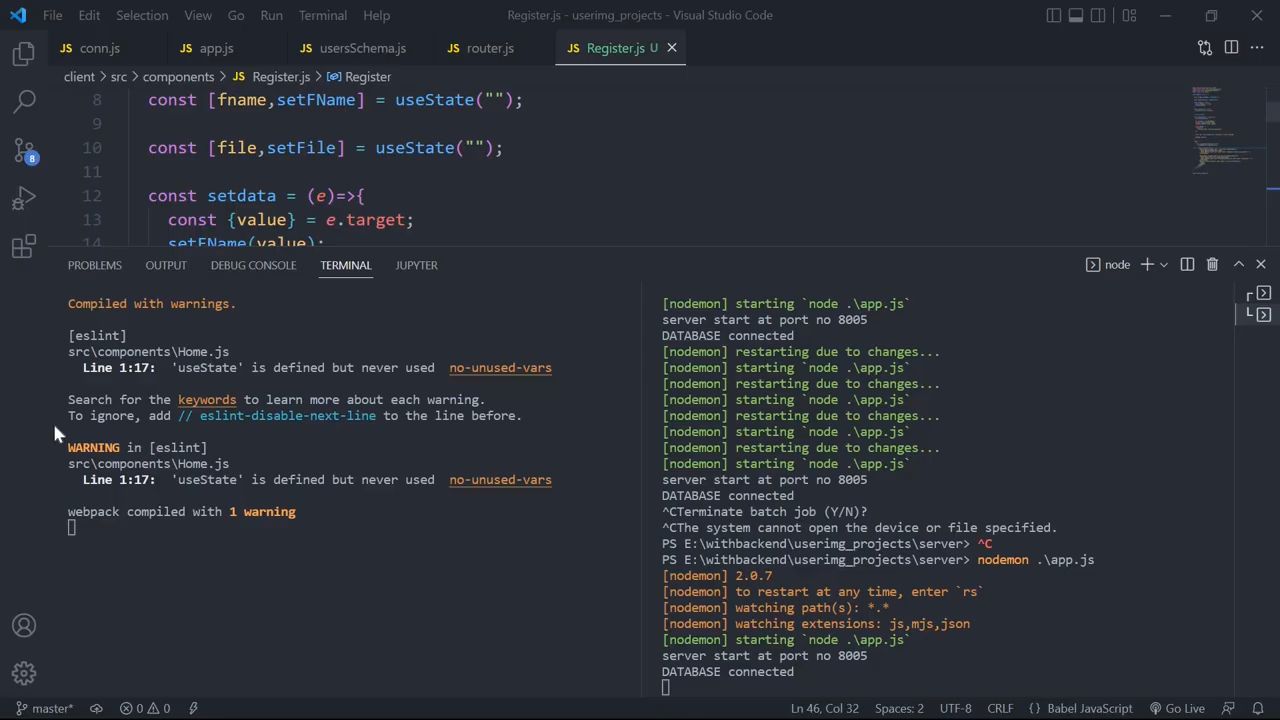 File Edit Selection View Go Run Terminal Help Register.js - userimg_projects - Visual Studio Code
JS conn.js JS app.js JS usersSchema.js JS router.js JS Register.js U
client > src > components > JS Register.js > Register
8 const [fname,setFName] = useState("");
9
10 const [file,setFile] = useState("");
11
12 const setdata = (e)=>{
13 const {value} = e.target;
14 setFName(value);
8
PROBLEMS OUTPUT DEBUG CONSOLE TERMINAL JUPYTER node
Compiled with warnings.
[eslint]
src\components\Home.js
Line 1:17: 'useState' is defined but never used no-unused-vars
Search for the keywords to learn more about each warning.
To ignore, add // eslint-disable-next-line to the line before.
WARNING in [eslint]
src\components\Home.js
Line 1:17: 'useState' is defined but never used no-unused-vars
webpack compiled with 1 warning
[nodemon] starting `node .\app.js`
server start at port no 8005
DATABASE connected
[nodemon] restarting due to changes...
[nodemon] starting `node .\app.js`
[nodemon] restarting due to changes...
[nodemon] starting `node .\app.js`
[nodemon] restarting due to changes...
[nodemon] starting `node .\app.js`
[nodemon] restarting due to changes...
[nodemon] starting `node .\app.js`
server start at port no 8005
DATABASE connected
^CTerminate batch job (Y/N)?
^CThe system cannot open the device or file specified.
PS E:\withbackend\userimg_projects\server> ^C
PS E:\withbackend\userimg_projects\server> nodemon .\app.js
[nodemon] 2.0.7
[nodemon] to restart at any time, enter `rs`
[nodemon] watching path(s): *.*
[nodemon] watching extensions: js,mjs,json
[nodemon] starting `node .\app.js`
server start at port no 8005
DATABASE connected
master* 0 0 Ln 46, Col 32 Spaces: 2 UTF-8 CRLF {} Babel JavaScript Go Live